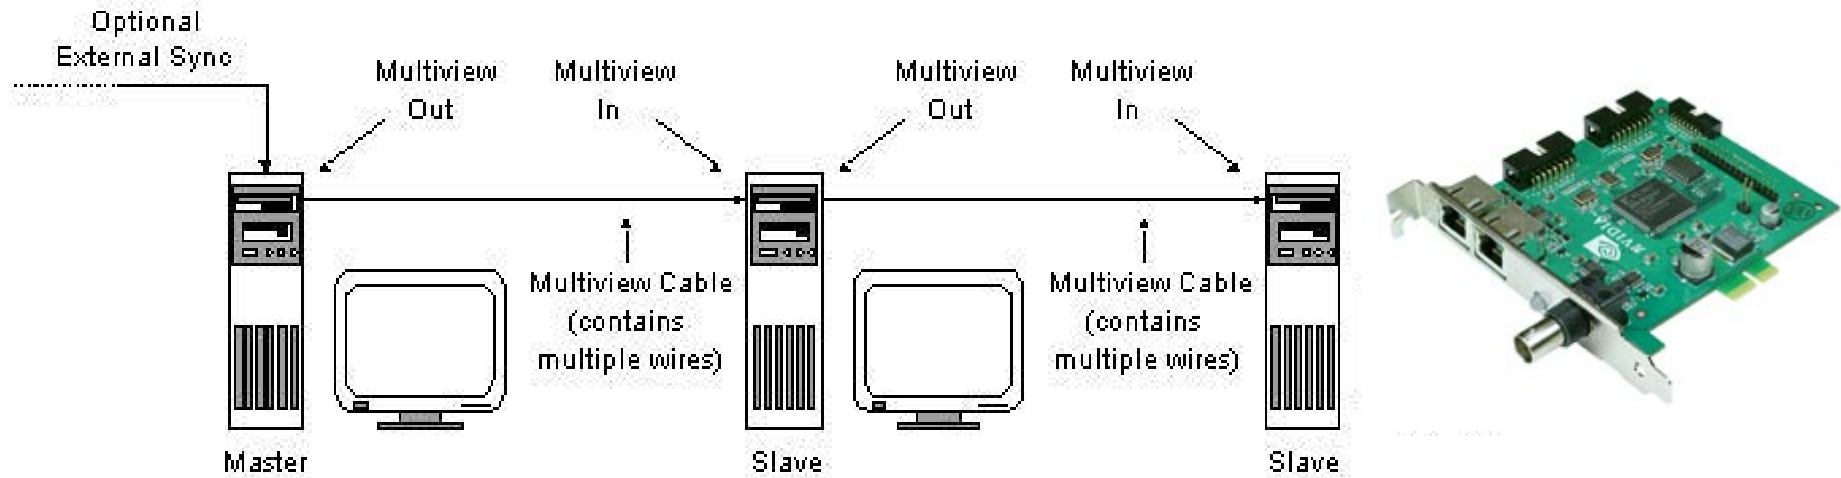 Optional
External Sync
Multiview
Out
Multiview
In
Multiview
Out
Multiview
In
Multiview Cable
(contains
multiple wires)
Multiview Cable
(contains
multiple wires)
Master
Slave
Slave
NVIDIA